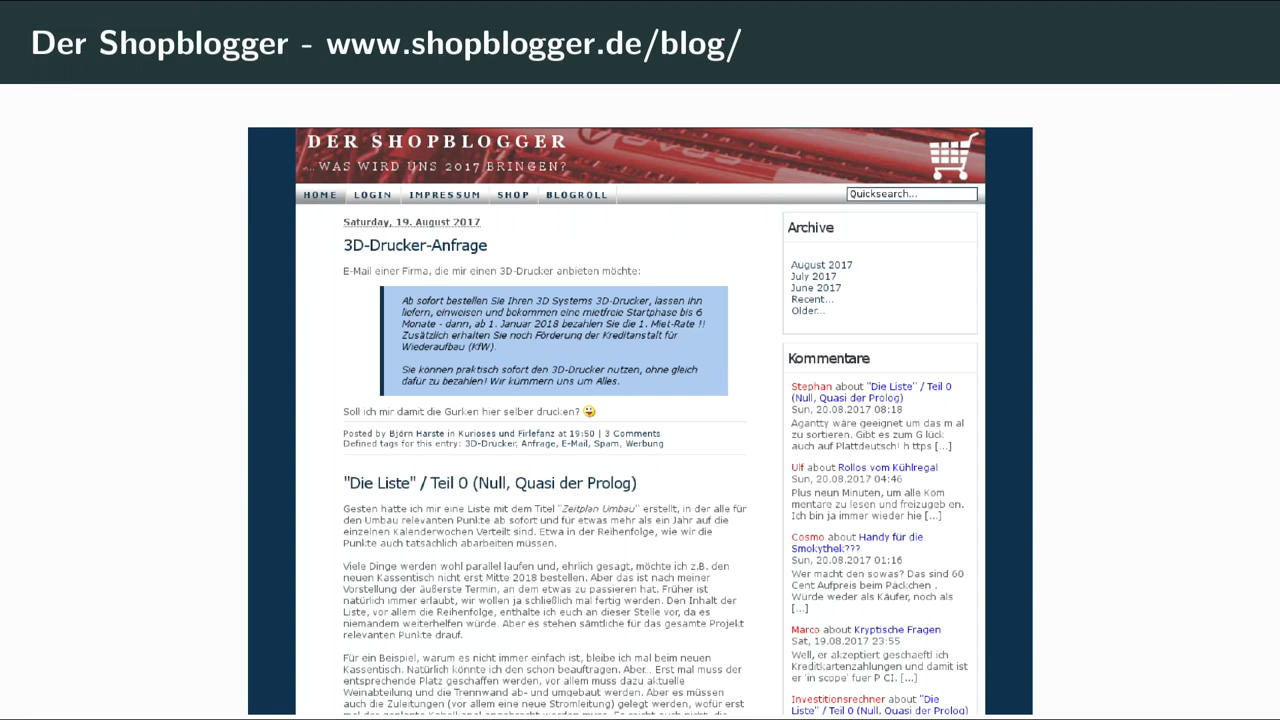 Der Shopblogger - www.shopblogger.de/blog/
DER SHOPBLOGGER
...WAS WIRD UNS 2017 BRINGEN?
HOME LOGIN IMPRESSUM SHOP BLOGROLL
Quicksearch...
Saturday, 19. August 2017
3D-Drucker-Anfrage
E-Mail einer Firma, die mir einen 3D-Drucker anbieten möchte:
Ab sofort bestellen Sie Ihren 3D Systems 3D-Drucker, lassen ihn
liefern, einweisen und bekommen eine mietfreie Startphase bis 6
Monate - dann, ab 1. Januar 2018 bezahlen Sie die 1. Miet-Rate !!
Zusätzlich erhalten Sie noch Förderung der Kreditanstalt für
Wiederaufbau (KfW).
Sie können praktisch sofort den 3D-Drucker nutzen, ohne gleich
dafür zu bezahlen! Wir kümmern uns um Alles.
Soll ich mir damit die Gurken hier selber drucken?
Posted by Björn Harste in Kurioses und Firlefanz at 19:50 | 3 Comments
Defined tags for this entry: 3D-Drucker, Anfrage, E-Mail, Spam, Werbung
"Die Liste" / Teil 0 (Null, Quasi der Prolog)
Gesten hatte ich mir eine Liste mit dem Titel "Zeitplan Umbau" erstellt, in der alle für
den Umbau relevanten Punkte ab sofort und für etwas mehr als ein Jahr auf die
einzelnen Kalenderwochen Verteilt sind. Etwa in der Reihenfolge, wie wir die
Punkte auch tatsächlich abarbeiten müssen.
Viele Dinge werden wohl parallel laufen und, ehrlich gesagt, möchte ich z.B. den
neuen Kassentisch nicht erst Mitte 2018 bestellen. Aber das ist nach meiner
Vorstellung der äußerste Termin, an dem etwas zu passieren hat. Früher ist
natürlich immer erlaubt, wir wollen ja schließlich mal fertig werden. Den Inhalt der
Liste, vor allem die Reihenfolge, enthalte ich euch an dieser Stelle vor, da es
niemandem weiterhelfen würde. Aber es stehen sämtliche für das gesamte Projekt
relevanten Punkte drauf.
Für ein Beispiel, warum es nicht immer einfach ist, bleibe ich mal beim neuen
Kassentisch. Natürlich könnte ich den schon beauftragen. Aber... Erst mal muss der
entsprechende Platz geschaffen werden, vor allem muss dazu aktuelle
Weinabteilung und die Trennwand ab- und umgebaut werden. Aber es müssen
auch die Zuleitungen (vor allem eine neue Stromleitung) gelegt werden, wofür erst
Archive
August 2017
July 2017
June 2017
Recent...
Older...
Kommentare
Stephan about "Die Liste" / Teil 0
(Null, Quasi der Prolog)
Sun, 20.08.2017 08:18
Agantty wäre geeignet um das m al
zu sortieren. Gibt es zum G lück
auch auf Plattdeutsch! h ttps [...]
Ulf about Rollos vom Kühlregal
Sun, 20.08.2017 04:46
Plus neun Minuten, um alle Kom
mentare zu lesen und freizugeb en.
Ich bin ja immer wieder hie [...]
Cosmo about Handy für die
Smokythek???
Sun, 20.08.2017 01:16
Wer macht den sowas? Das sind 60
Cent Aufpreis beim Päckchen .
Würde weder als Käufer, noch als
[...]
Marco about Kryptische Fragen
Sat, 19.08.2017 23:55
Well, er akzeptiert geschaeftl ich
Kreditkartenzahlungen und damit ist
er 'in scope' fuer P CI. [...]
Investitionsrechner about "Die
Liste" / Teil 0 (Null, Quasi der Prolog)